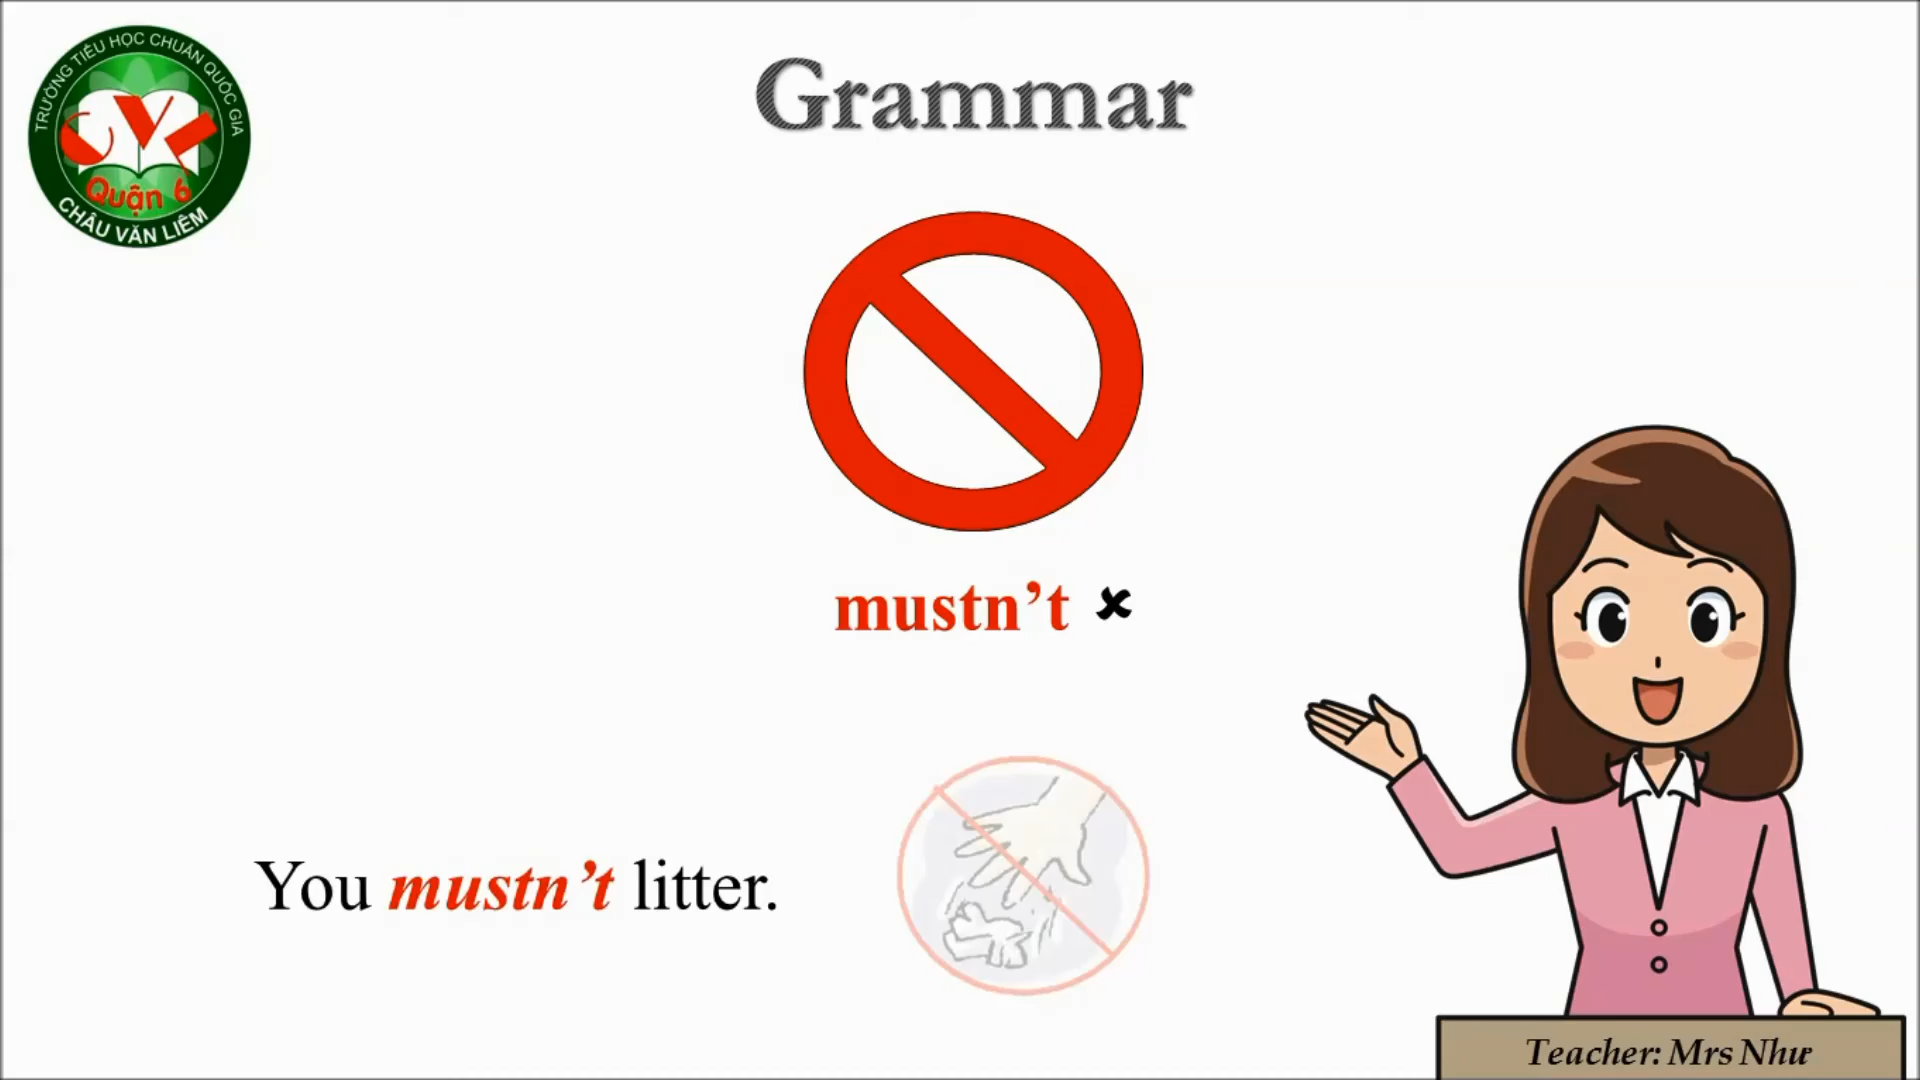 TRƯỜNG TIỂU HỌC CHUẨN QUỐC GIA
CVL
Quận 6
CHÂU VĂN LIÊM
Grammar
mustn’t ✘
You mustn’t litter.
Teacher: Mrs Như